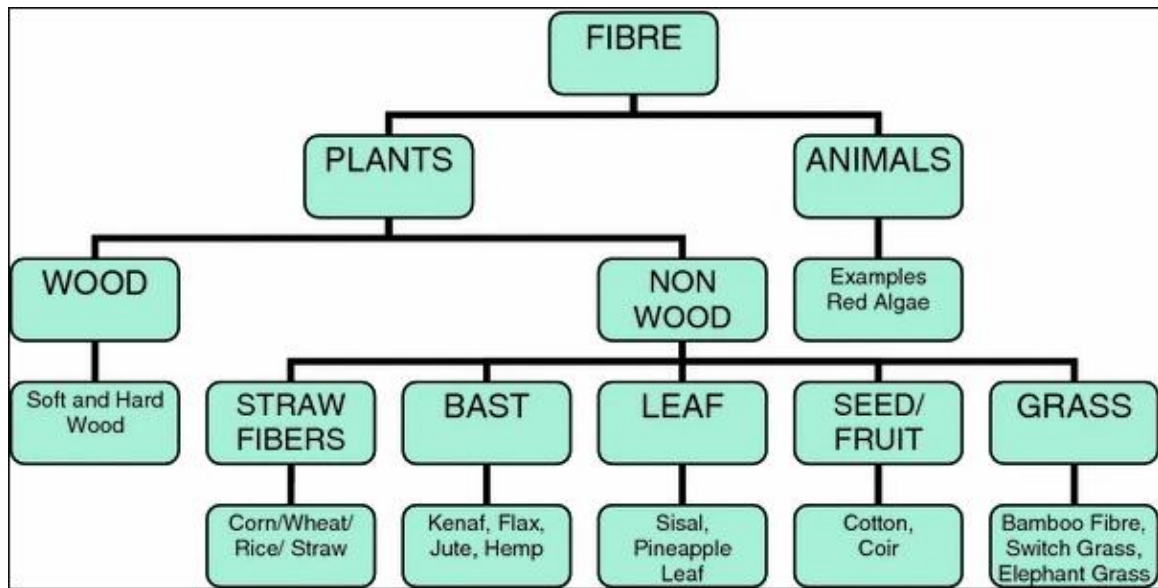 FIBRE
PLANTS
ANIMALS
WOOD
NON
WOOD
Examples
Red Algae
Soft and Hard
Wood
STRAW
FIBERS
BAST
LEAF
SEED/
FRUIT
GRASS
Corn/Wheat/
Rice/ Straw
Kenaf, Flax,
Jute, Hemp
Sisal,
Pineapple
Leaf
Cotton,
Coir
Bamboo Fibre,
Switch Grass,
Elephant Grass